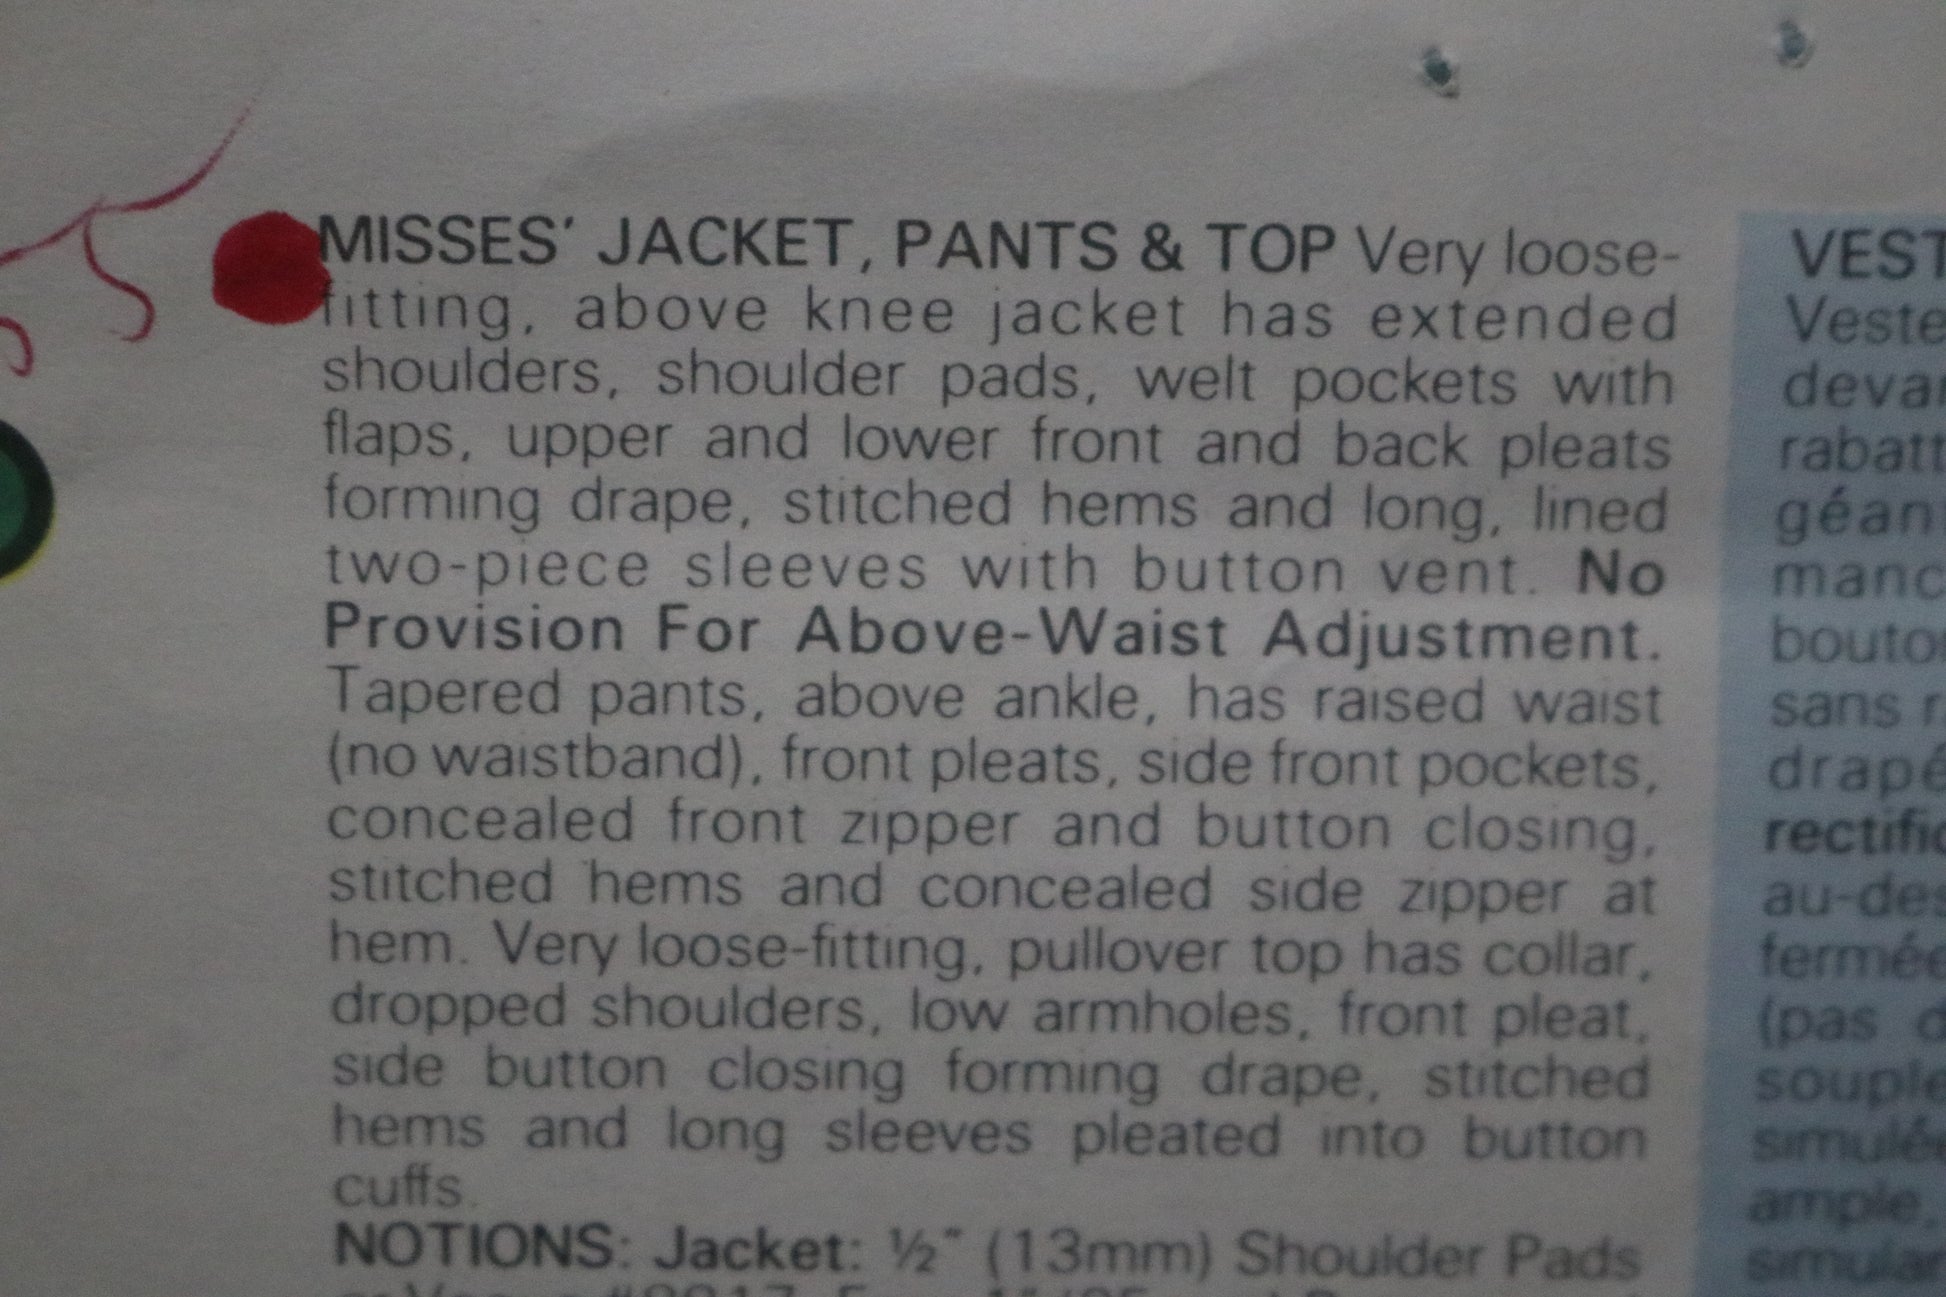 MISSES' JACKET, PANTS & TOP Very loose-
fitting, above knee jacket has extended
shoulders, shoulder pads, welt pockets with
flaps, upper and lower front and back pleats
forming drape, stitched hems and long, lined
two-piece sleeves with button vent. No
Provision For Above-Waist Adjustment.
Tapered pants, above ankle, has raised waist
(no waistband), front pleats, side front pockets,
concealed front zipper and button closing,
stitched hems and concealed side zipper at
hem. Very loose-fitting, pullover top has collar,
dropped shoulders, low armholes, front pleat,
side button closing forming drape, stitched
hems and long sleeves pleated into button
cuffs.
NOTIONS: Jacket: ½" (13mm) Shoulder Pads
VEST
Veste
devan
rabatt
géan
manc
bouto
sans r
drapé
rectific
au-des
fermée
(pas d
souple
simulée
ample,
simular